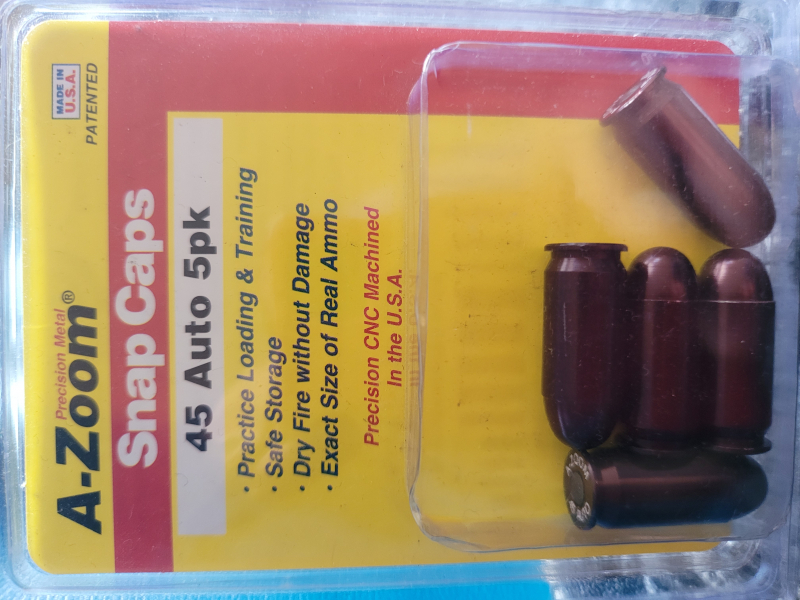 MADE IN
U.S.A.
PATENTED
Precision Metal
A-Zoom®
Snap Caps
45 Auto 5pk
• Practice Loading & Training
• Safe Storage
• Dry Fire without Damage
• Exact Size of Real Ammo
Precision CNC Machined
In the U.S.A.